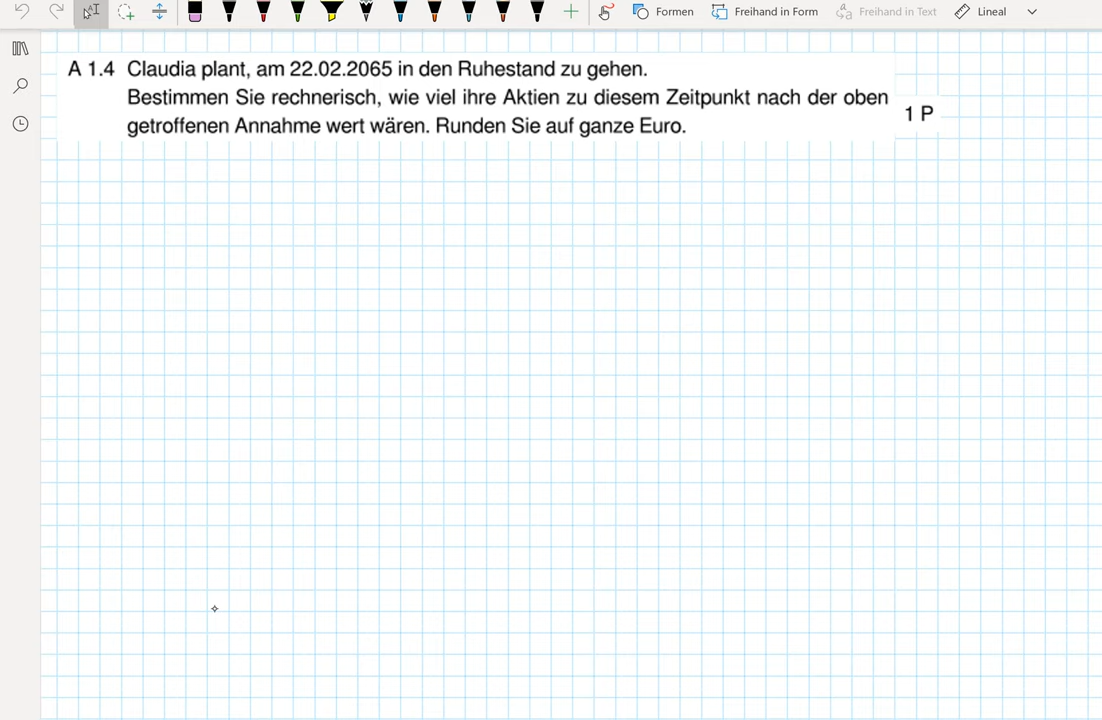 Formen Freihand in Form Freihand in Text Lineal
A 1.4 Claudia plant, am 22.02.2065 in den Ruhestand zu gehen.
Bestimmen Sie rechnerisch, wie viel ihre Aktien zu diesem Zeitpunkt nach der oben
getroffenen Annahme wert wären. Runden Sie auf ganze Euro.
1 P